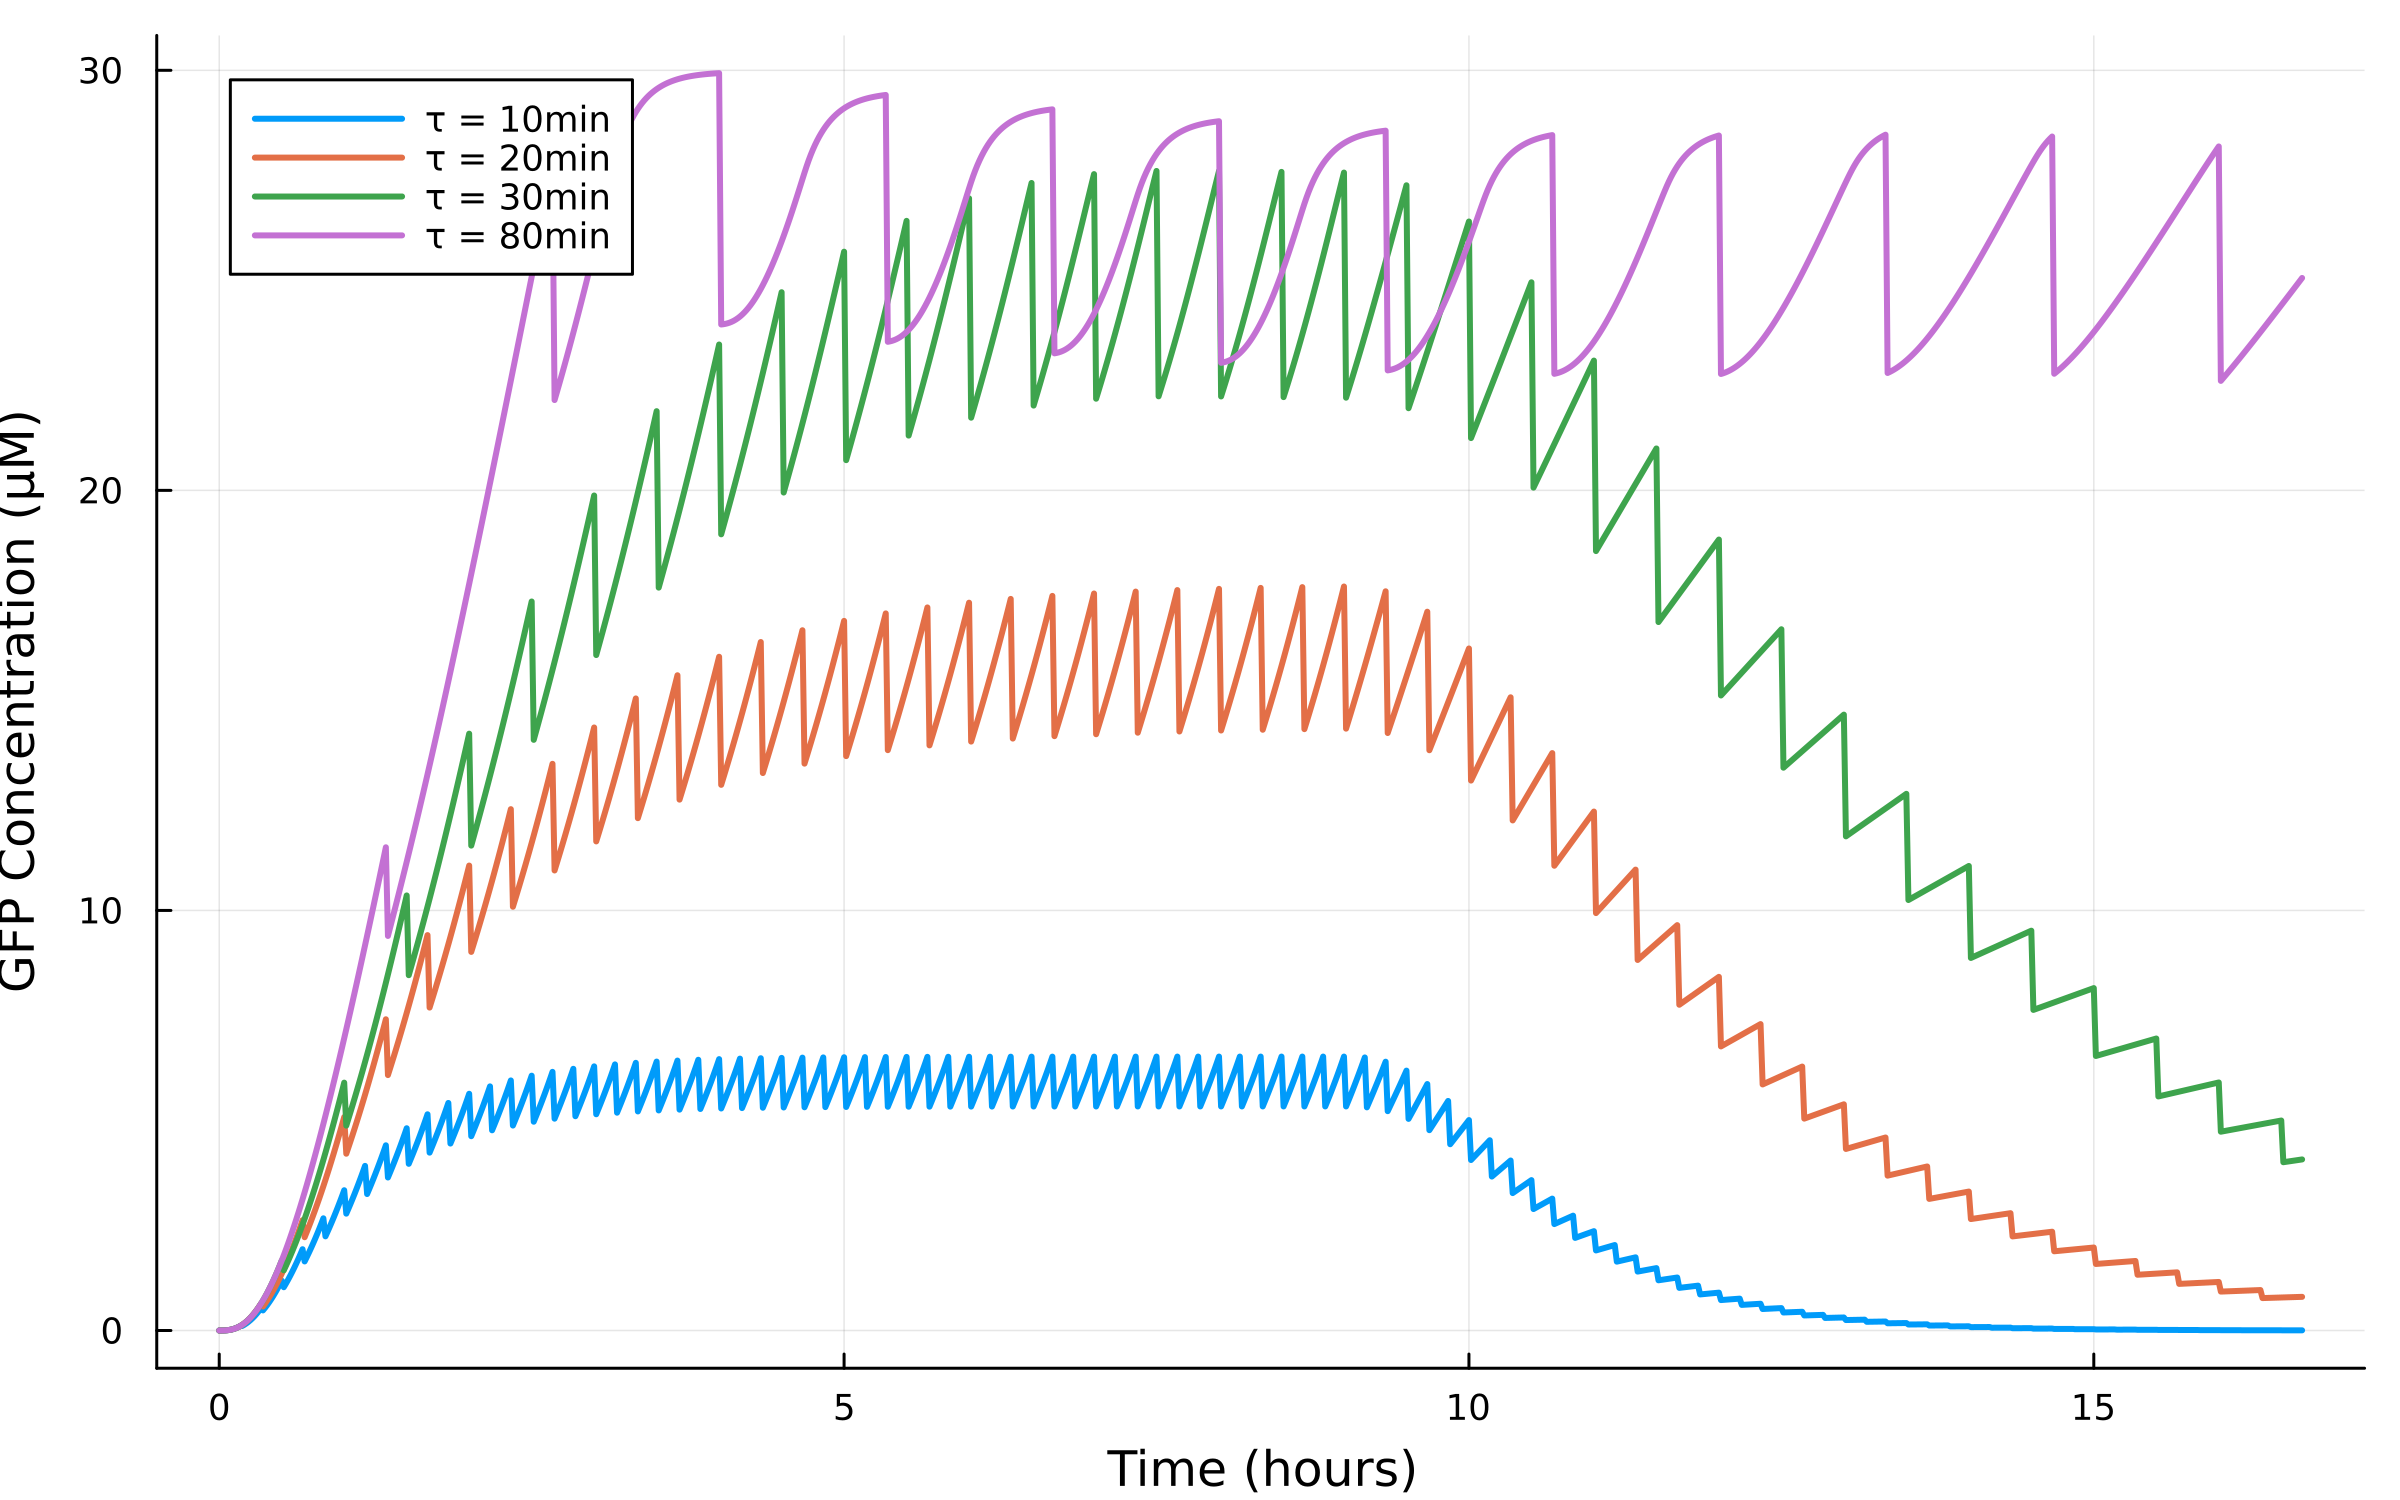 30
20
10
0
GFP Concentration (μM)
τ = 10min
τ = 20min
τ = 30min
τ = 80min
0
5
10
15
Time (hours)